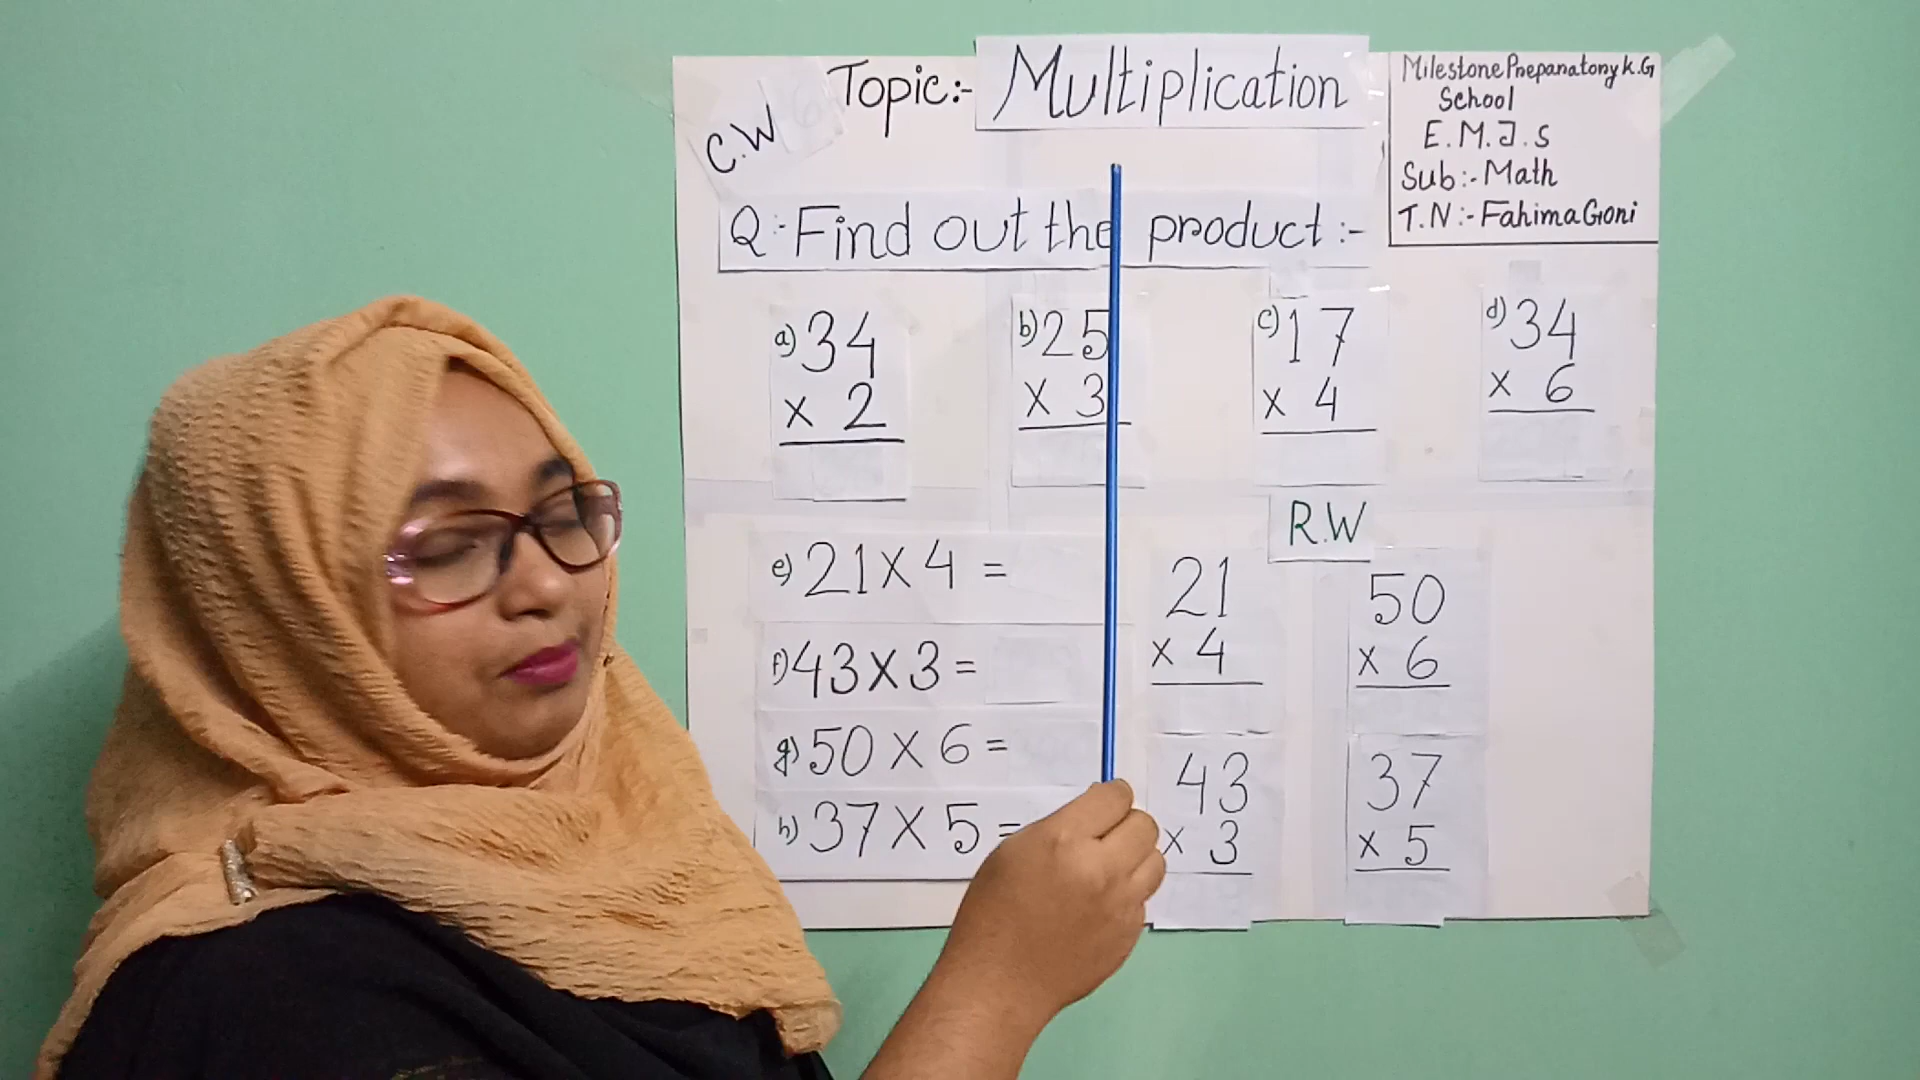 C.W
Topic:- Multiplication
Milestone Preparatory K.G
School
E.M.J.S
Sub:- Math
T.N:- Fahima Goni
Q:- Find out the product:-
a) 34
x 2
b) 25
x 3
c) 17
x 4
d) 34
x 6
e) 21 x 4 =
f) 43 x 3 =
g) 50 x 6 =
h) 37 x 5 =
R.W
21
x 4
50
x 6
43
x 3
37
x 5